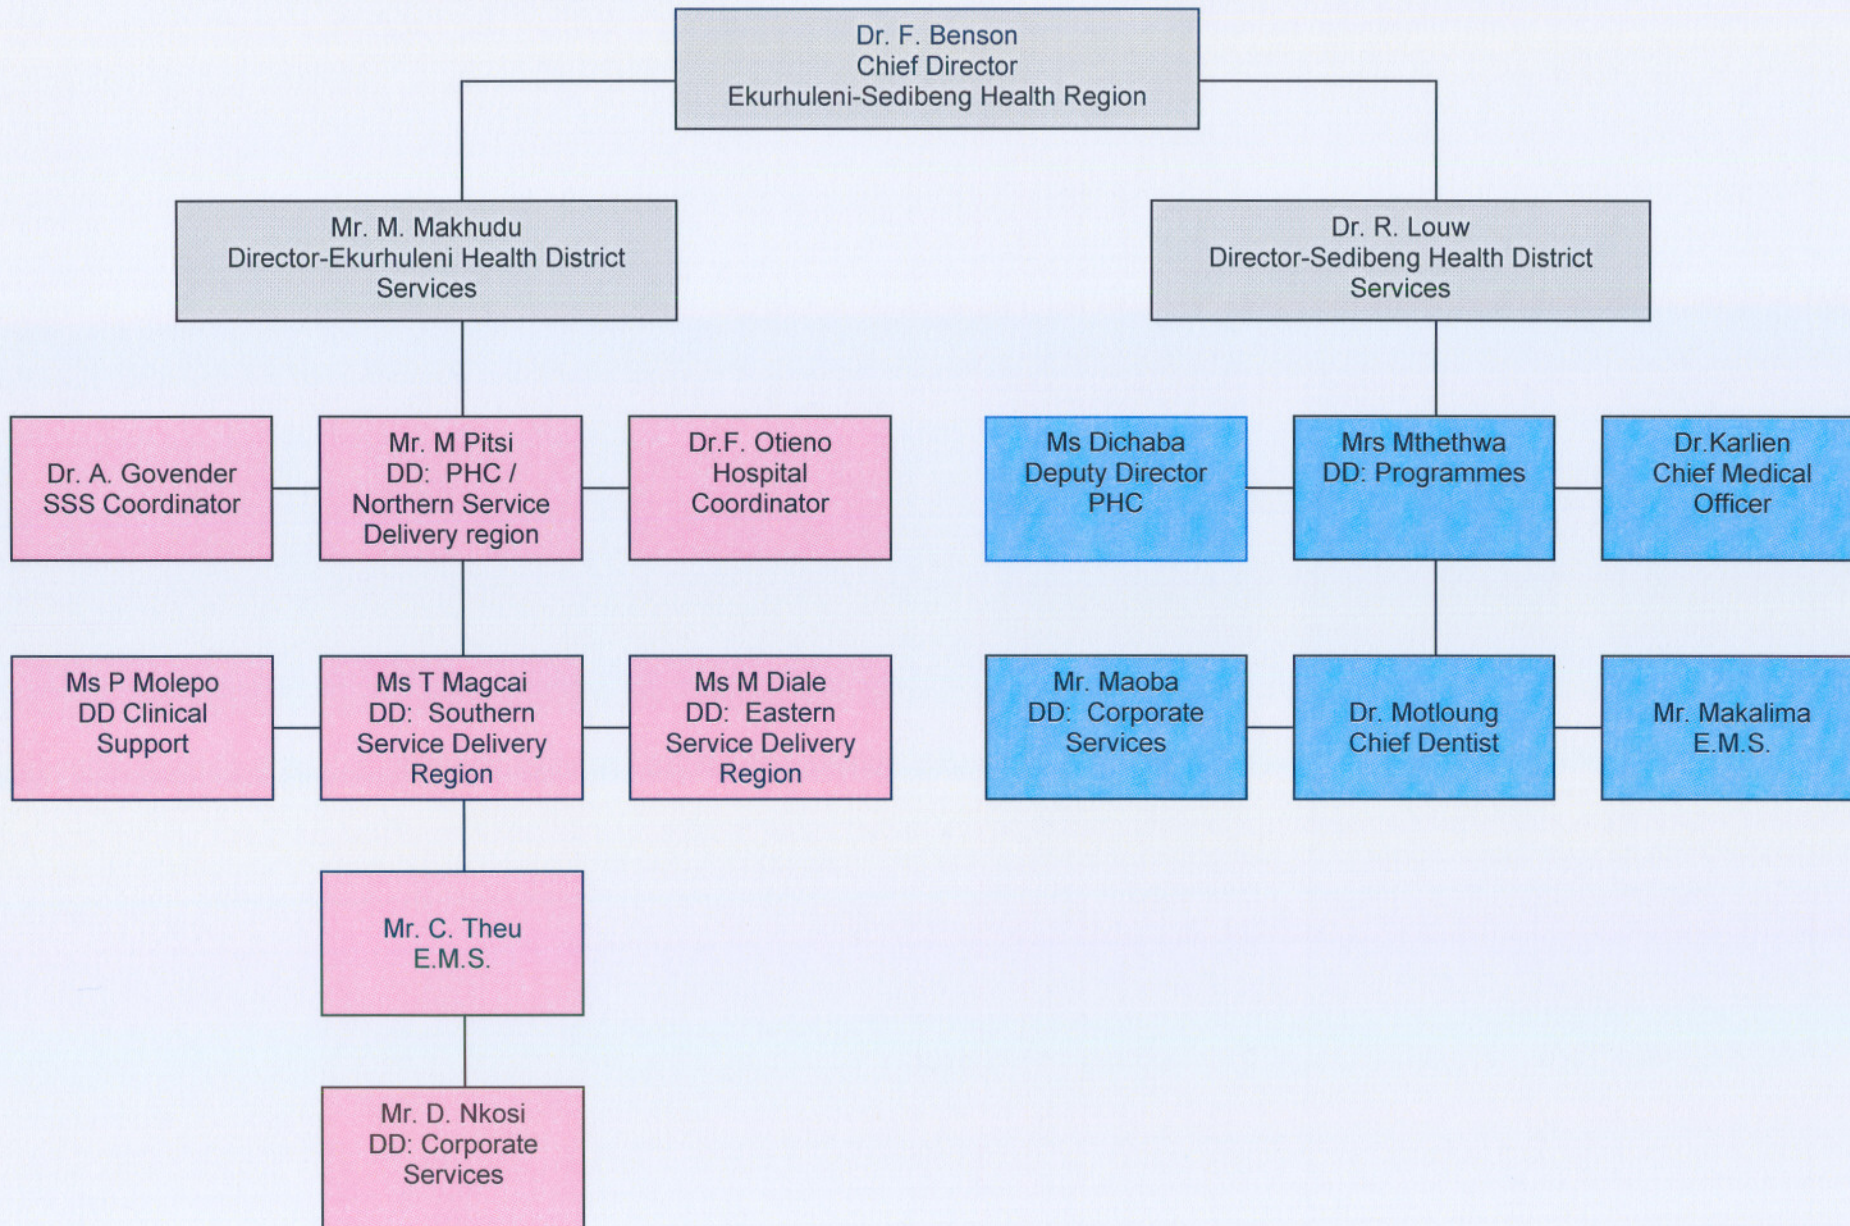 Dr. F. Benson
Chief Director
Ekurhuleni-Sedibeng Health Region
Mr. M. Makhudu
Director-Ekurhuleni Health District
Services
Dr. R. Louw
Director-Sedibeng Health District
Services
Dr. A. Govender
SSS Coordinator
Mr. M Pitsi
DD:  PHC /
Northern Service
Delivery region
Dr.F. Otieno
Hospital
Coordinator
Ms Dichaba
Deputy Director
PHC
Mrs Mthethwa
DD: Programmes
Dr.Karlien
Chief Medical
Officer
Ms P Molepo
DD Clinical
Support
Ms T Magcai
DD:  Southern
Service Delivery
Region
Ms M Diale
DD:  Eastern
Service Delivery
Region
Mr. Maoba
DD:  Corporate
Services
Dr. Motloung
Chief Dentist
Mr. Makalima
E.M.S.
Mr. C. Theu
E.M.S.
Mr. D. Nkosi
DD: Corporate
Services